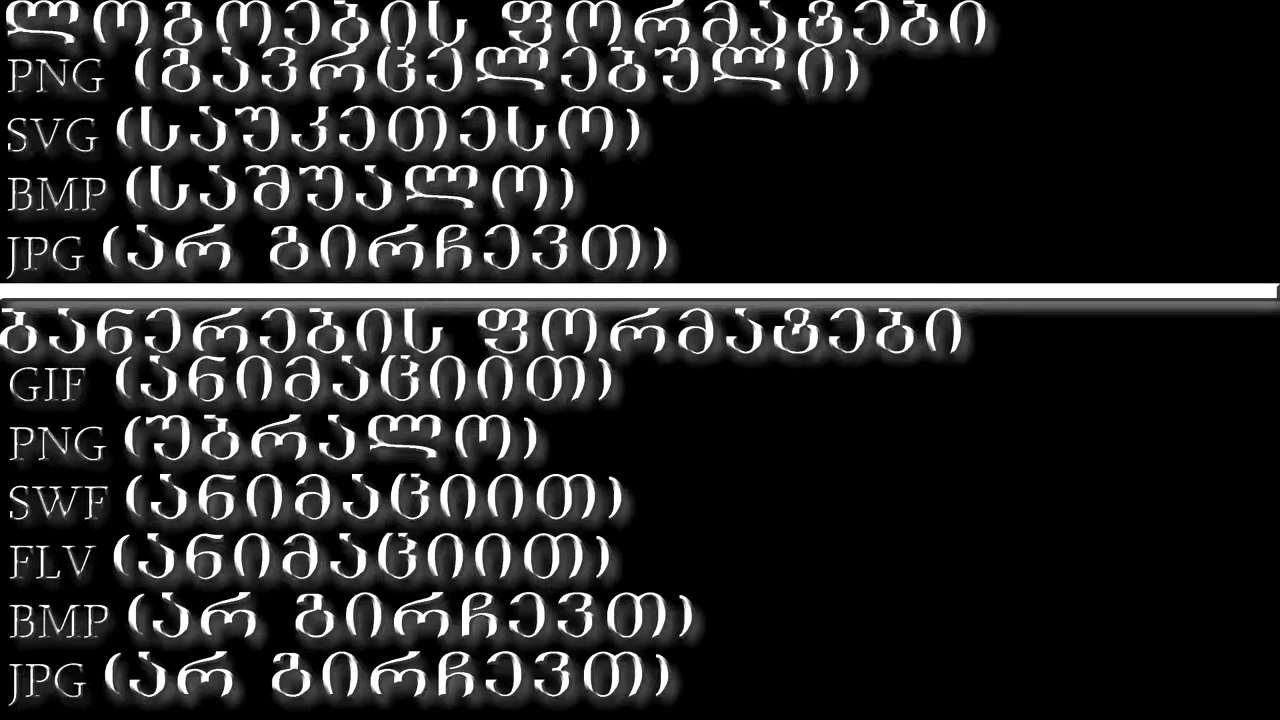 ლოგოების ფორმატები
PNG (გავრცელებული)
SVG (საუკეთესო)
BMP (საშუალო)
JPG (არ გირჩევთ)
ბანერების ფორმატები
GIF (ანიმაციით)
PNG (უბრალო)
SWF (ანიმაციით)
FLV (ანიმაციით)
BMP (არ გირჩევთ)
JPG (არ გირჩევთ)